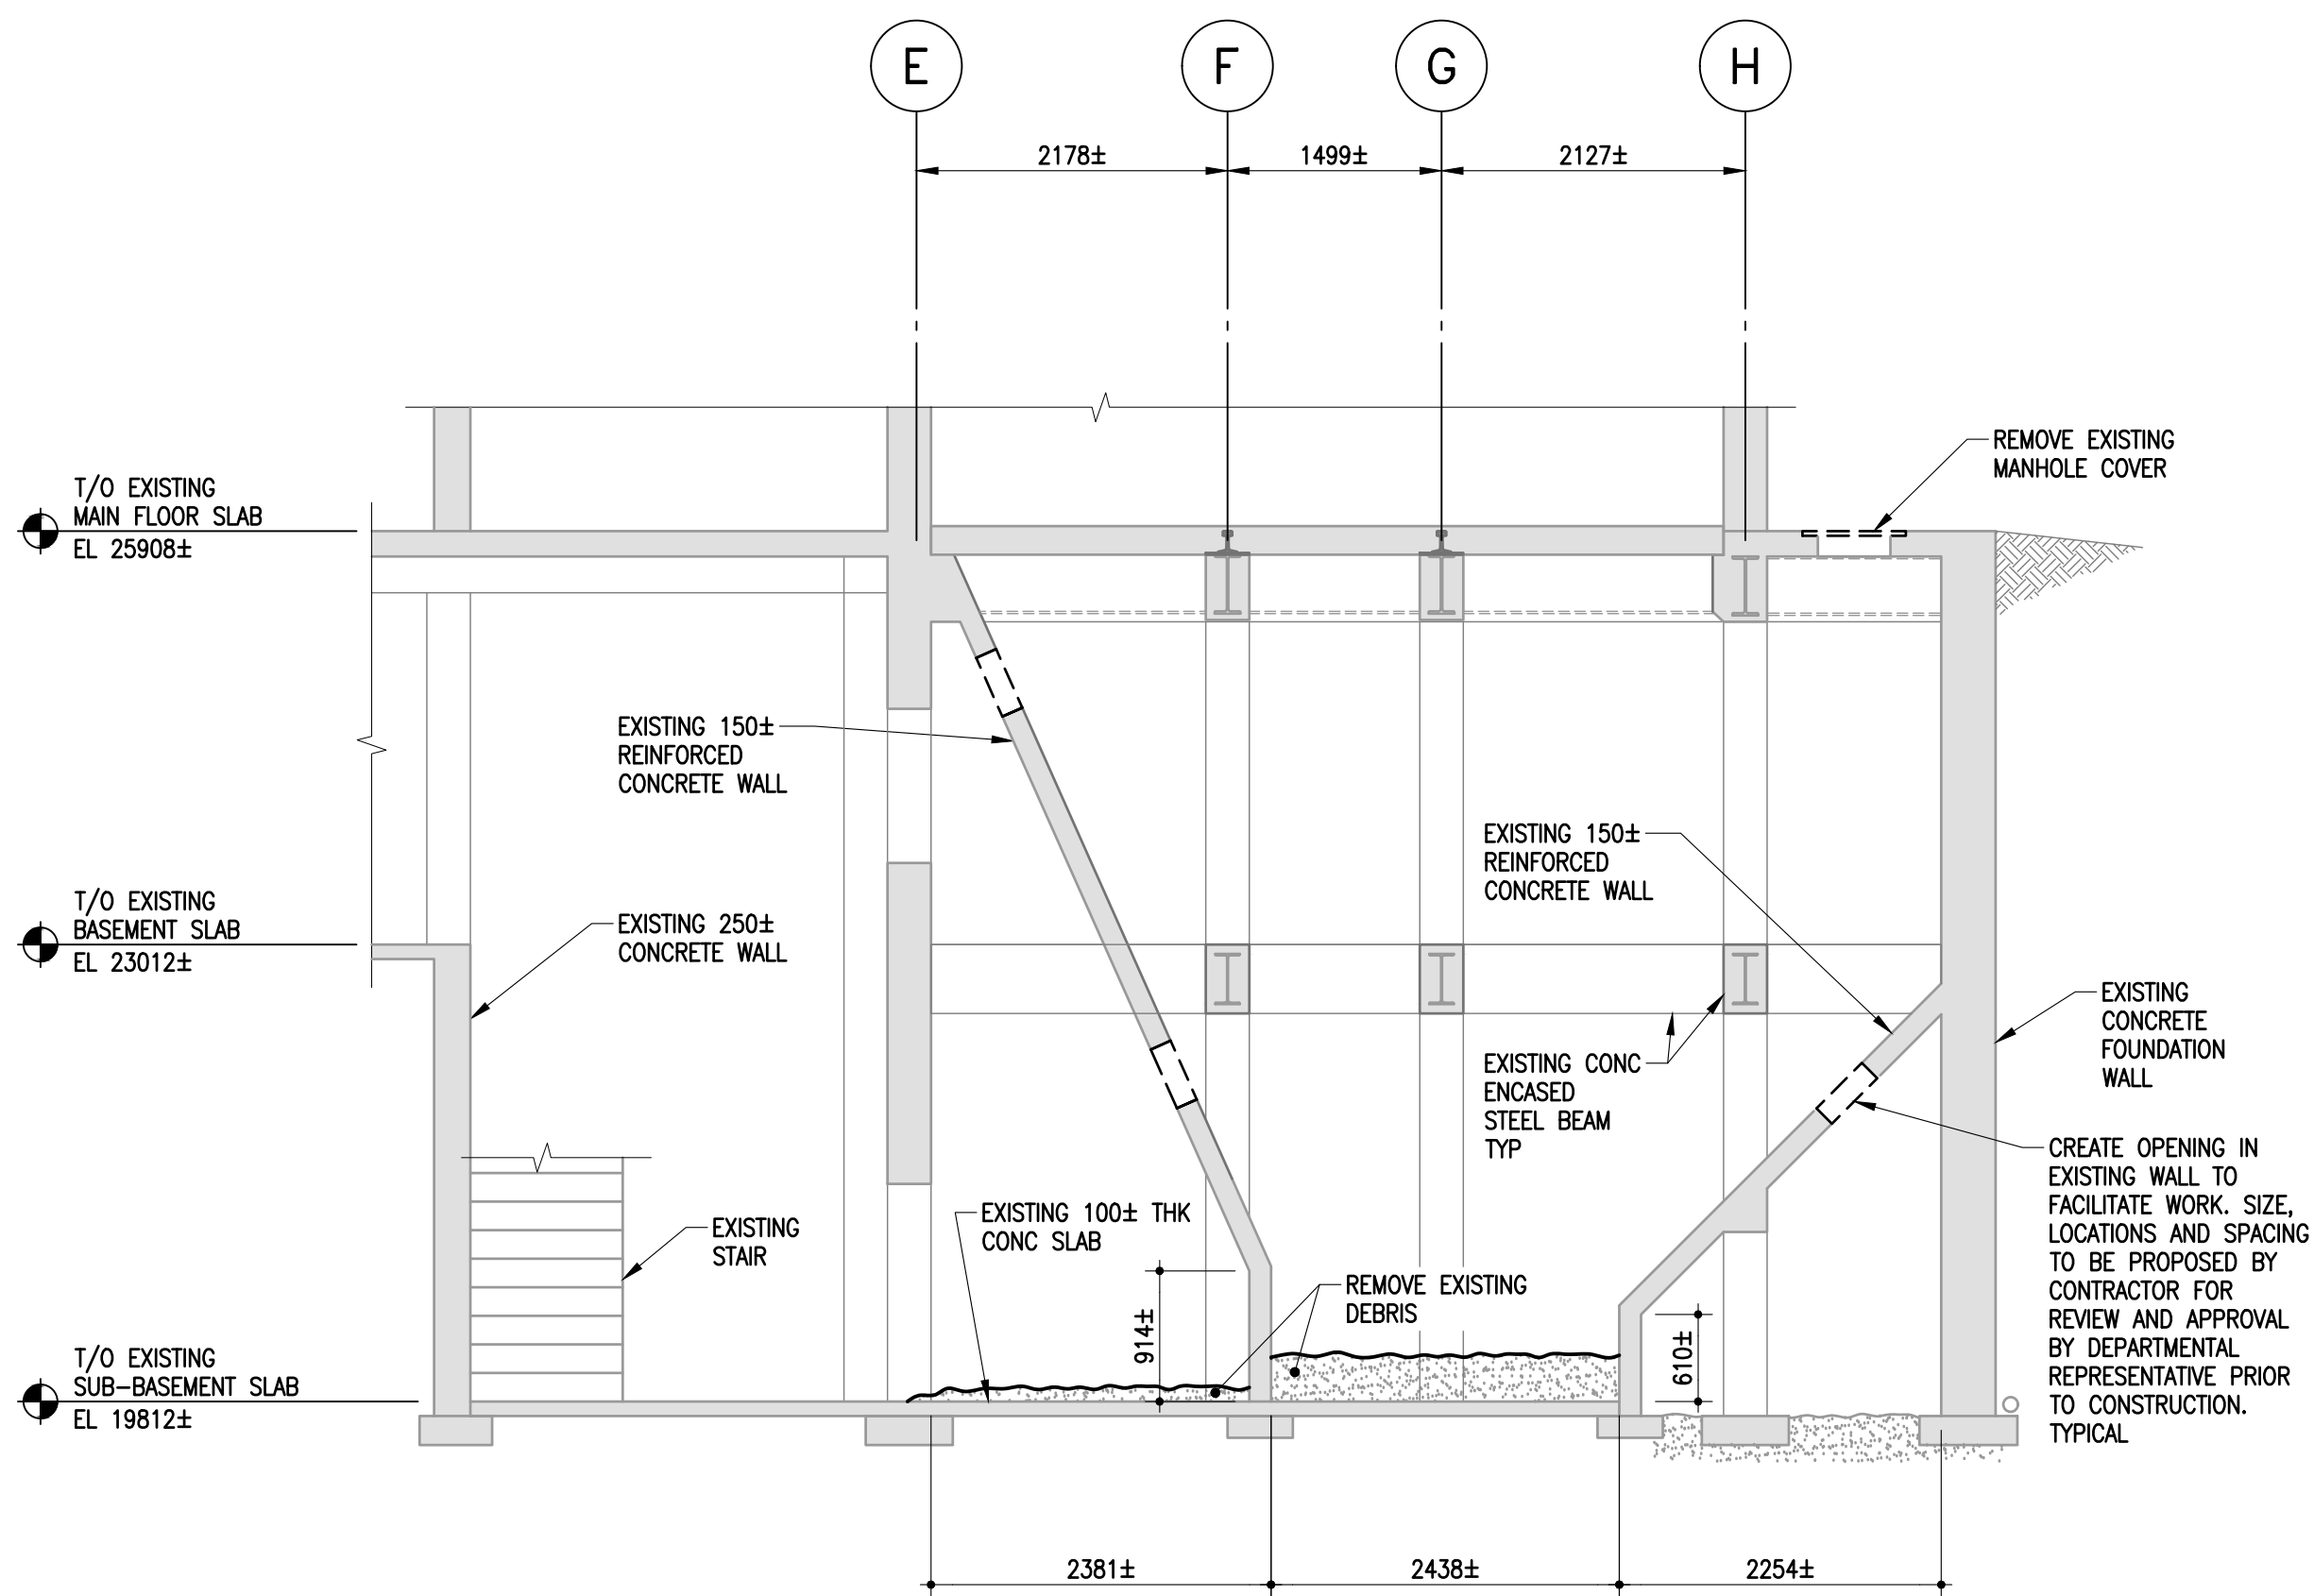 E F G H
2178± 1499± 2127±
REMOVE EXISTING
MANHOLE COVER
T/O EXISTING
MAIN FLOOR SLAB
EL 25908±
EXISTING 150±
REINFORCED
CONCRETE WALL
EXISTING 150±
REINFORCED
CONCRETE WALL
T/O EXISTING
BASEMENT SLAB
EL 23012±
EXISTING 250±
CONCRETE WALL
EXISTING
CONCRETE
FOUNDATION
WALL
EXISTING CONC
ENCASED
STEEL BEAM
TYP
CREATE OPENING IN
EXISTING WALL TO
FACILITATE WORK. SIZE,
LOCATIONS AND SPACING
TO BE PROPOSED BY
CONTRACTOR FOR
REVIEW AND APPROVAL
BY DEPARTMENTAL
REPRESENTATIVE PRIOR
TO CONSTRUCTION.
TYPICAL
EXISTING 100± THK
CONC SLAB
EXISTING
STAIR
REMOVE EXISTING
DEBRIS
914±
610±
T/O EXISTING
SUB-BASEMENT SLAB
EL 19812±
2381± 2438± 2254±